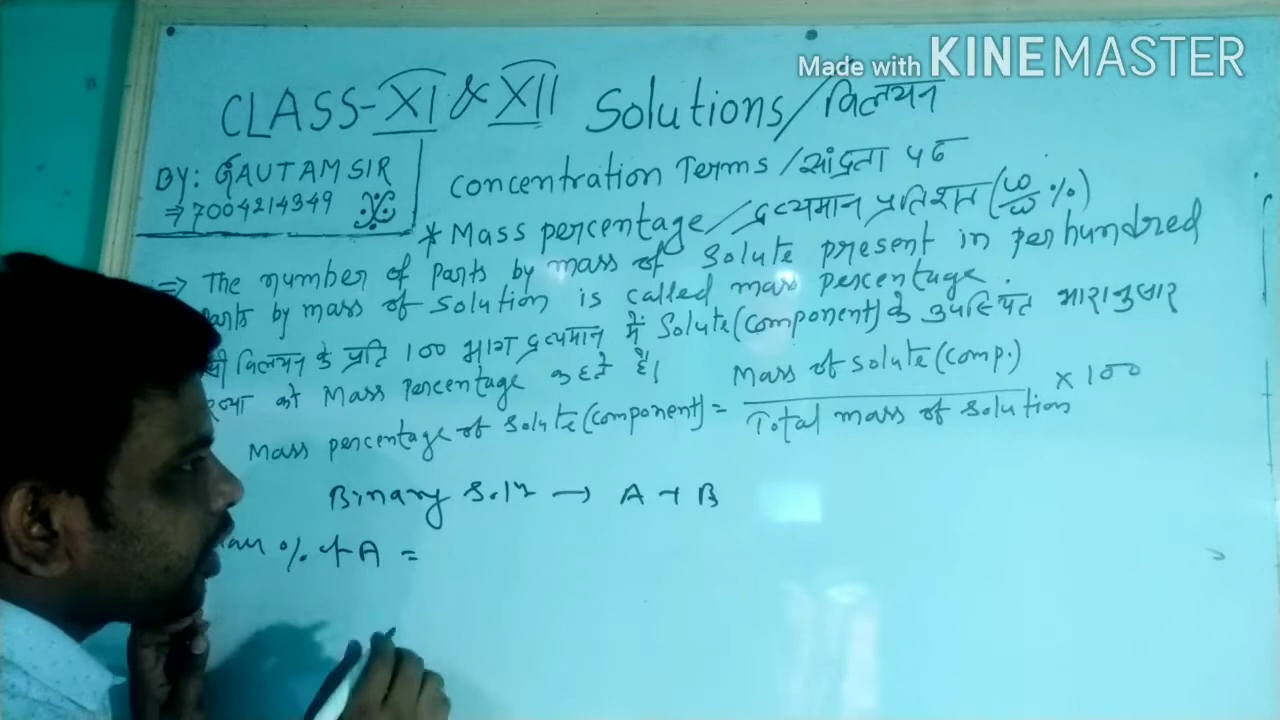 Made with KINEMASTER
CLASS-XI & XII Solutions/विलयन
BY: GAUTAM SIR
⇒7004214349
Concentration Terms/सांद्रता पद
* Mass percentage/द्रव्यमान प्रतिशत (w/w %)
⇒ The number of parts by mass of solute present in per hundred
parts by mass of solution is called mass percentage.
विलयन के प्रति 100 भाग द्रव्यमान में Solute(component) के उपस्थित भारानुसार
को Mass Percentage कहते है।
Mass percentage of solute(component) = Mass of solute(comp.) / Total mass of solution × 100
Binary Solⁿ → A + B
% of A =